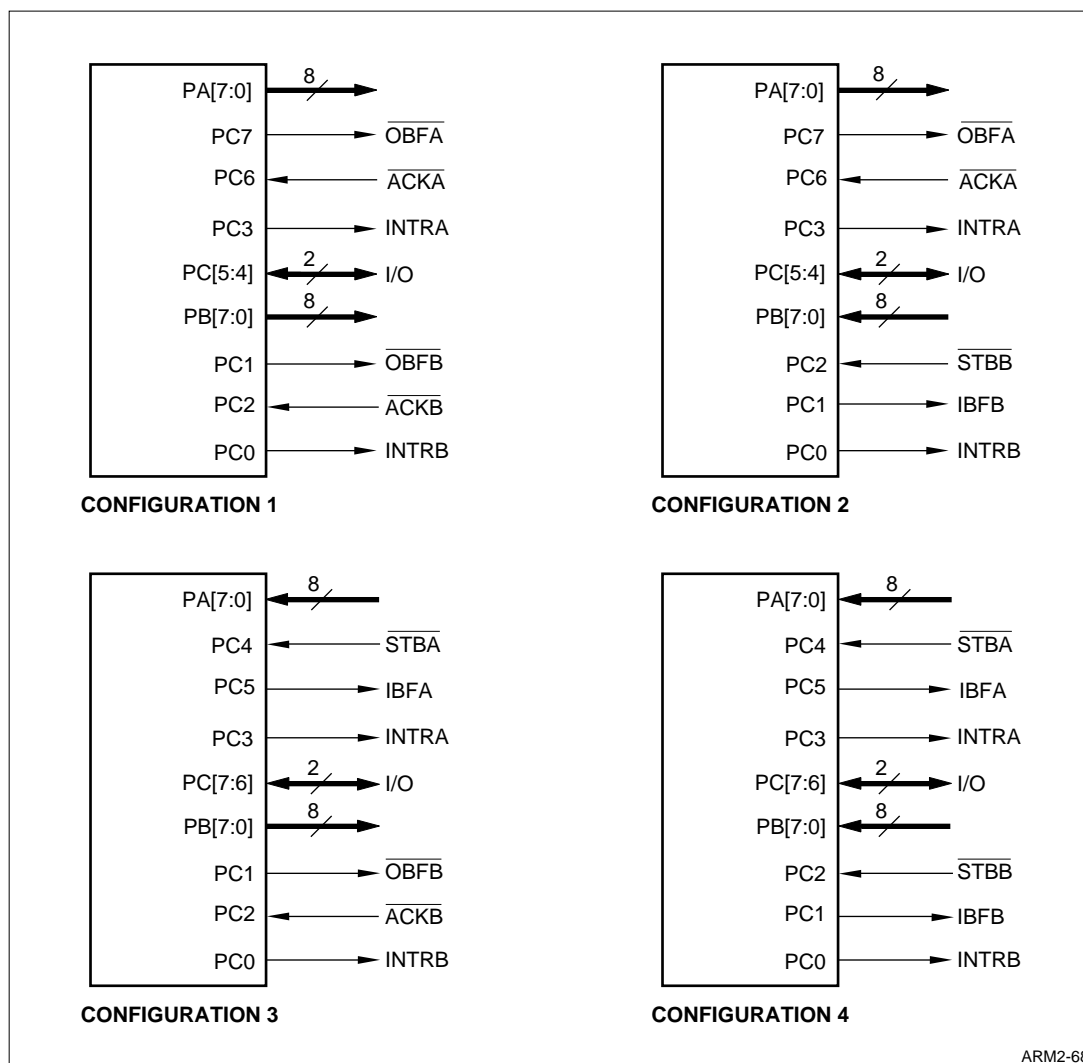 8
PA[7:0]
PC7 OBFA
PC6 ACKA
PC3 INTRA
2
PC[5:4] I/O
8
PB[7:0]
PC1 OBFB
PC2 ACKB
PC0 INTRB
CONFIGURATION 1
8
PA[7:0]
PC7 OBFA
PC6 ACKA
PC3 INTRA
2
PC[5:4] I/O
8
PB[7:0]
PC2 STBB
PC1 IBFB
PC0 INTRB
CONFIGURATION 2
8
PA[7:0]
PC4 STBA
PC5 IBFA
PC3 INTRA
2
PC[7:6] I/O
8
PB[7:0]
PC1 OBFB
PC2 ACKB
PC0 INTRB
CONFIGURATION 3
8
PA[7:0]
PC4 STBA
PC5 IBFA
PC3 INTRA
2
PC[7:6] I/O
8
PB[7:0]
PC2 STBB
PC1 IBFB
PC0 INTRB
CONFIGURATION 4
ARM2-68